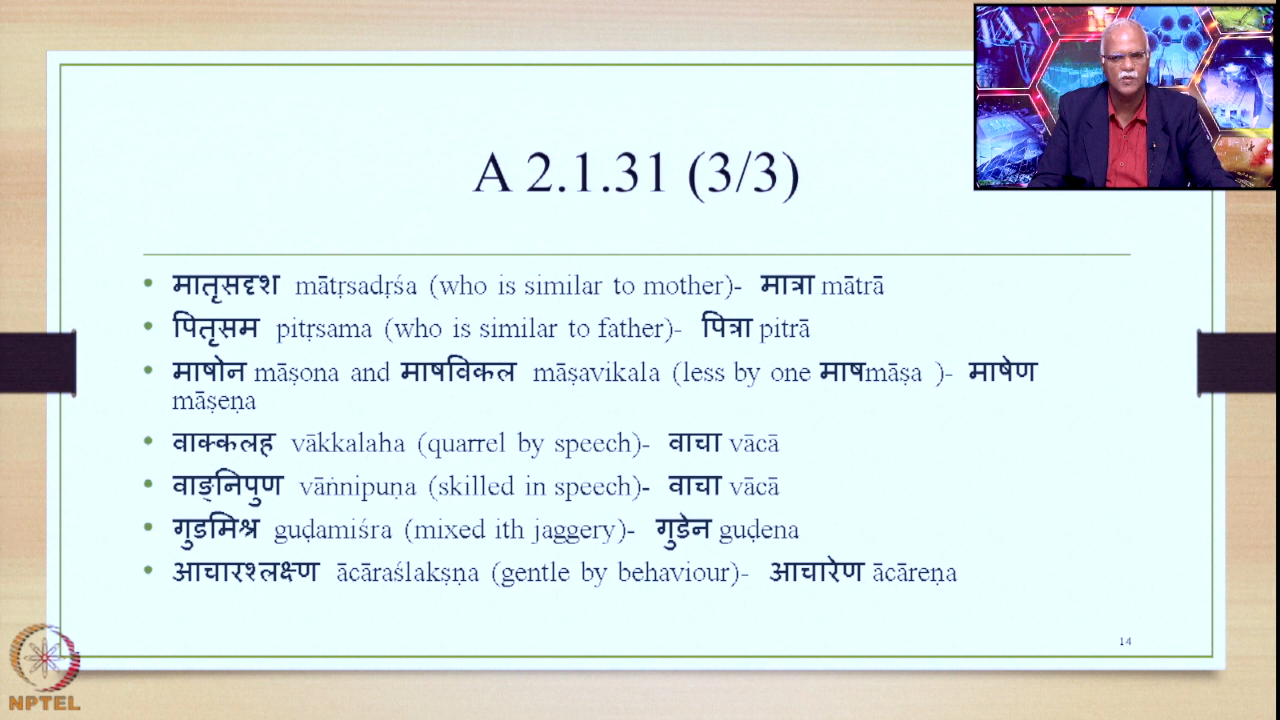 A 2.1.31 (3/3)
• मातृसदृश mātṛsadṛśa (who is similar to mother)- मात्रा mātrā
• पितृसम pitṛsama (who is similar to father)- पित्रा pitrā
• माषोन māṣona and माषविकल māṣavikala (less by one माषmāṣa )- माषेण
māṣeṇa
• वाक्कलह vākkalaha (quarrel by speech)- वाचा vācā
• वाङ्निपुण vāṅnipuṇa (skilled in speech)- वाचा vācā
• गुडमिश्र guḍamiśra (mixed ith jaggery)- गुडेन guḍena
• आचारश्लक्ष्ण ācāraślakṣṇa (gentle by behaviour)- आचारेण ācāreṇa
14
NPTEL